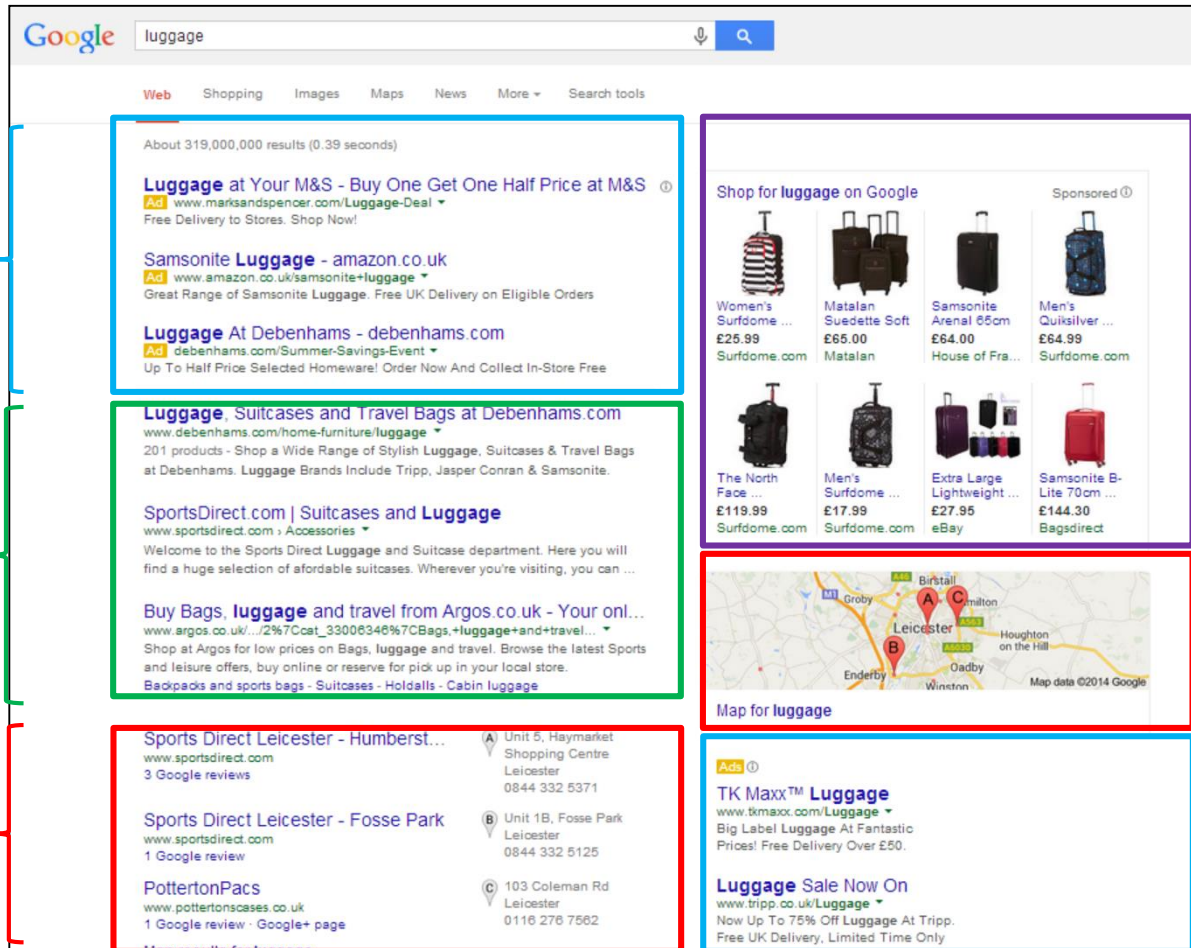 Google
luggage
Web Shopping Images Maps News More Search tools
About 319,000,000 results (0.39 seconds)
Luggage at Your M&S - Buy One Get One Half Price at M&S
Ad www.marksandspencer.com/Luggage-Deal
Free Delivery to Stores. Shop Now!
Samsonite Luggage - amazon.co.uk
Ad www.amazon.co.uk/samsonite+luggage
Great Range of Samsonite Luggage. Free UK Delivery on Eligible Orders
Luggage At Debenhams - debenhams.com
Ad debenhams.com/Summer-Savings-Event
Up To Half Price Selected Homeware! Order Now And Collect In-Store Free
Luggage, Suitcases and Travel Bags at Debenhams.com
www.debenhams.com/home-furniture/luggage
201 products - Shop a Wide Range of Stylish Luggage, Suitcases & Travel Bags
at Debenhams. Luggage Brands Include Tripp, Jasper Conran & Samsonite.
SportsDirect.com | Suitcases and Luggage
www.sportsdirect.com › Accessories
Welcome to the Sports Direct Luggage and Suitcase department. Here you will
find a huge selection of afordable suitcases. Wherever you're visiting, you can ...
Buy Bags, luggage and travel from Argos.co.uk - Your onl...
www.argos.co.uk/.../2%7Ccat_33006346%7CBags,+luggage+and+travel...
Shop at Argos for low prices on Bags, luggage and travel. Browse the latest Sports
and leisure offers, buy online or reserve for pick up in your local store.
Backpacks and sports bags - Suitcases - Holdalls - Cabin luggage
Sports Direct Leicester - Humberst...
www.sportsdirect.com
3 Google reviews
A Unit 5, Haymarket
Shopping Centre
Leicester
0844 332 5371
Sports Direct Leicester - Fosse Park
www.sportsdirect.com
1 Google review
B Unit 1B, Fosse Park
Leicester
0844 332 5125
PottertonPacs
www.pottertonscases.co.uk
1 Google review · Google+ page
C 103 Coleman Rd
Leicester
0116 276 7562
Shop for luggage on Google Sponsored
Women's
Surfdome ...
£25.99
Surfdome.com
Matalan
Suedette Soft
£65.00
Matalan
Samsonite
Arenal 65cm
£64.00
House of Fra...
Men's
Quiksilver ...
£64.99
Surfdome.com
The North
Face ...
£119.99
Surfdome.com
Men's
Surfdome ...
£17.99
Surfdome.com
Extra Large
Lightweight ...
£27.95
eBay
Samsonite B-
Lite 70cm ...
£144.30
Bagsdirect
A46 Birstall
M1 Groby A C milton
Leicester A563
Houghton
on the Hill
B A6030
Oadby
Enderby
Winston
Map data ©2014 Google
Map for luggage
Ads
TK Maxx™ Luggage
www.tkmaxx.com/Luggage
Big Label Luggage At Fantastic
Prices! Free Delivery Over £50.
Luggage Sale Now On
www.tripp.co.uk/Luggage
Now Up To 75% Off Luggage At Tripp.
Free UK Delivery, Limited Time Only